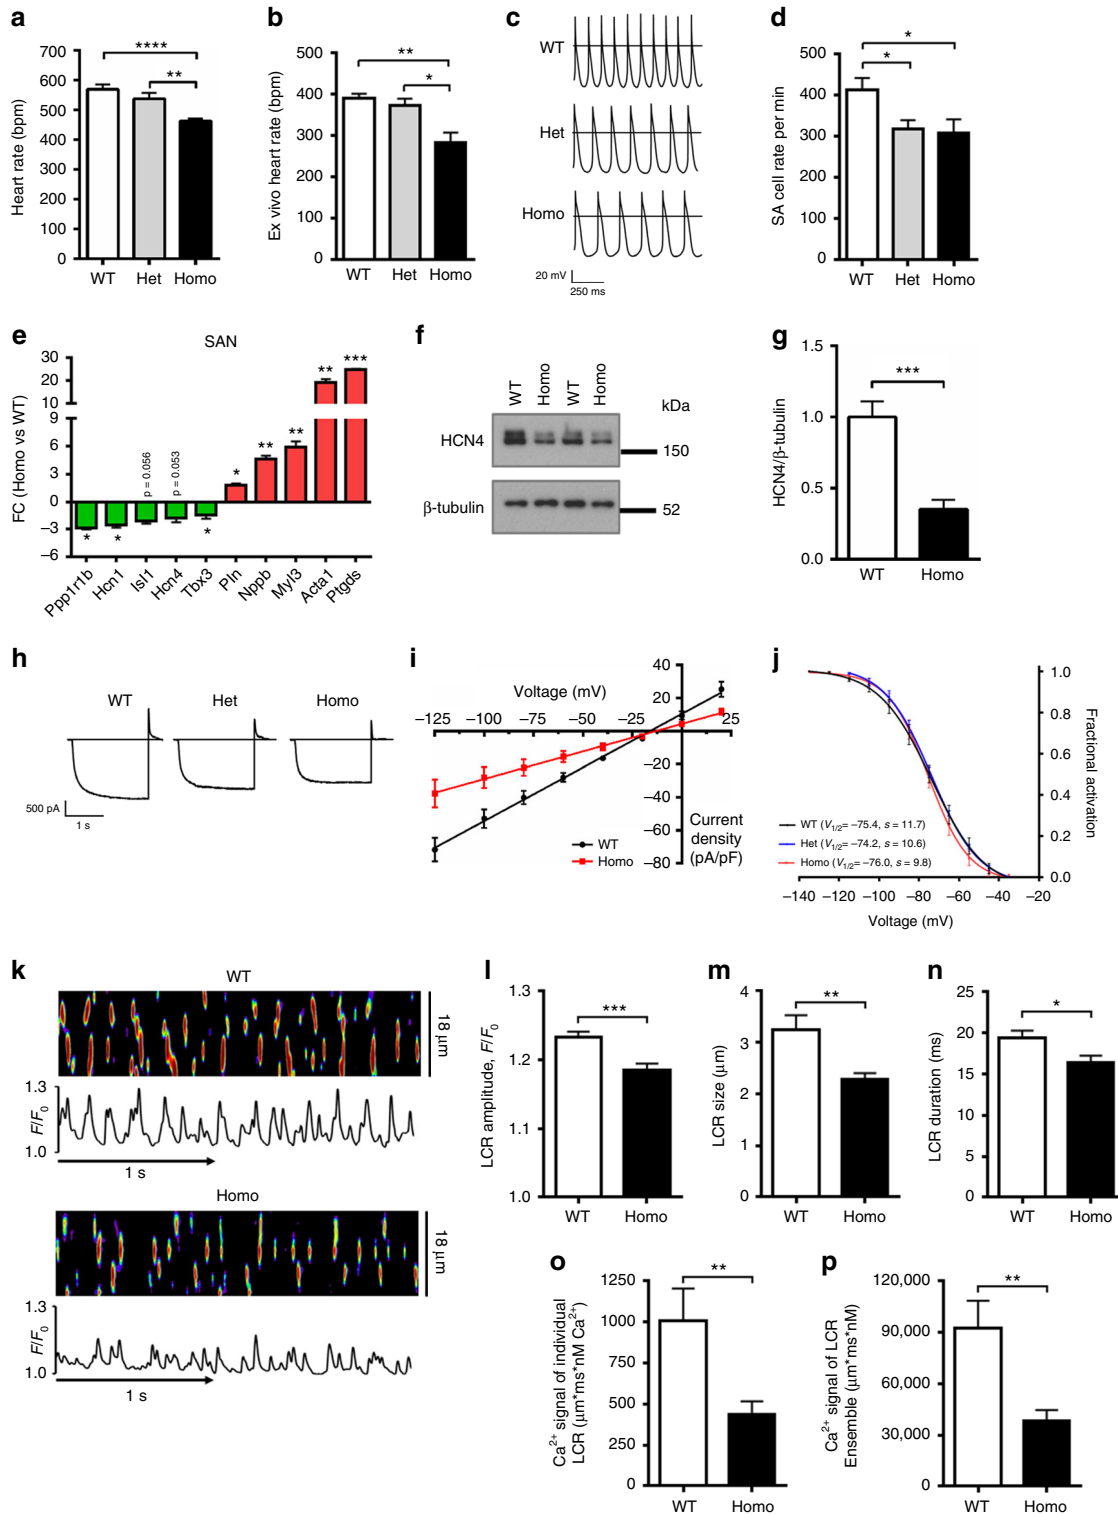 a
****
**
700
600
500
400
300
200
100
0
Heart rate (bpm)
WT Het Homo
b
**
*
500
400
300
200
100
0
Ex vivo heart rate (bpm)
WT Het Homo
c
WT
Het
Homo
20 mV
250 ms
d
*
*
500
400
300
200
100
0
SA cell rate per min
WT Het Homo
e
SAN
30
20
10
9
6
3
0
−3
−6
FC (Homo vs WT)
* * p = 0.056 p = 0.053 * * ** ** ** ***
Ppp1r1b Hcn1 Isl1 Hcn4 Tbx3 Pln Nppb Myl3 Acta1 Ptgds
f
WT Homo WT Homo
kDa
HCN4
150
β-tubulin
52
g
***
1.5
1.0
0.5
0.0
HCN4/β-tubulin
WT Homo
h
WT Het Homo
500 pA
1 s
i
Voltage (mV)
−125 −100 −75 −50 −25 25
40
20
−20
−40
−60
−80
Current
density
(pA/pF)
WT
Homo
j
1.0
0.8
0.6
0.4
0.2
0.0
Fractional activation
WT (V1/2= −75.4, s = 11.7)
Het (V1/2= −74.2, s = 10.6)
Homo (V1/2= −76.0, s = 9.8)
−140 −120 −100 −80 −60 −40 −20
Voltage (mV)
k
WT
18 μm
1.3
F/F0
1.0
1 s
Homo
18 μm
1.3
F/F0
1.0
1 s
l
***
1.3
1.2
1.1
1.0
LCR amplitude, F/F0
WT Homo
m
**
4
3
2
1
0
LCR size (μm)
WT Homo
n
*
25
20
15
10
5
0
LCR duration (ms)
WT Homo
o
**
1250
1000
750
500
250
0
Ca2+ signal of individual
LCR (μm*ms*nM Ca2+)
WT Homo
p
**
120,000
90,000
60,000
30,000
0
Ca2+ signal of LCR
Ensemble (μm*ms*nM)
WT Homo